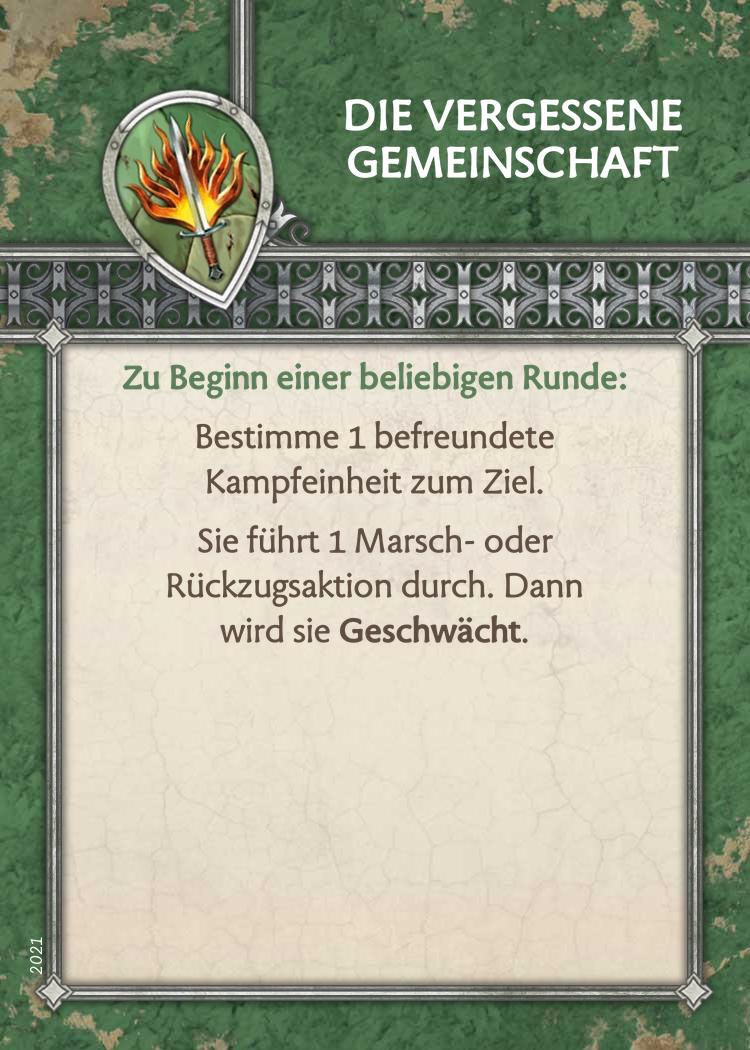 DIE VERGESSENE
GEMEINSCHAFT
Zu Beginn einer beliebigen Runde:
Bestimme 1 befreundete
Kampfeinheit zum Ziel.
Sie führt 1 Marsch- oder
Rückzugsaktion durch. Dann
wird sie Geschwächt.
2021